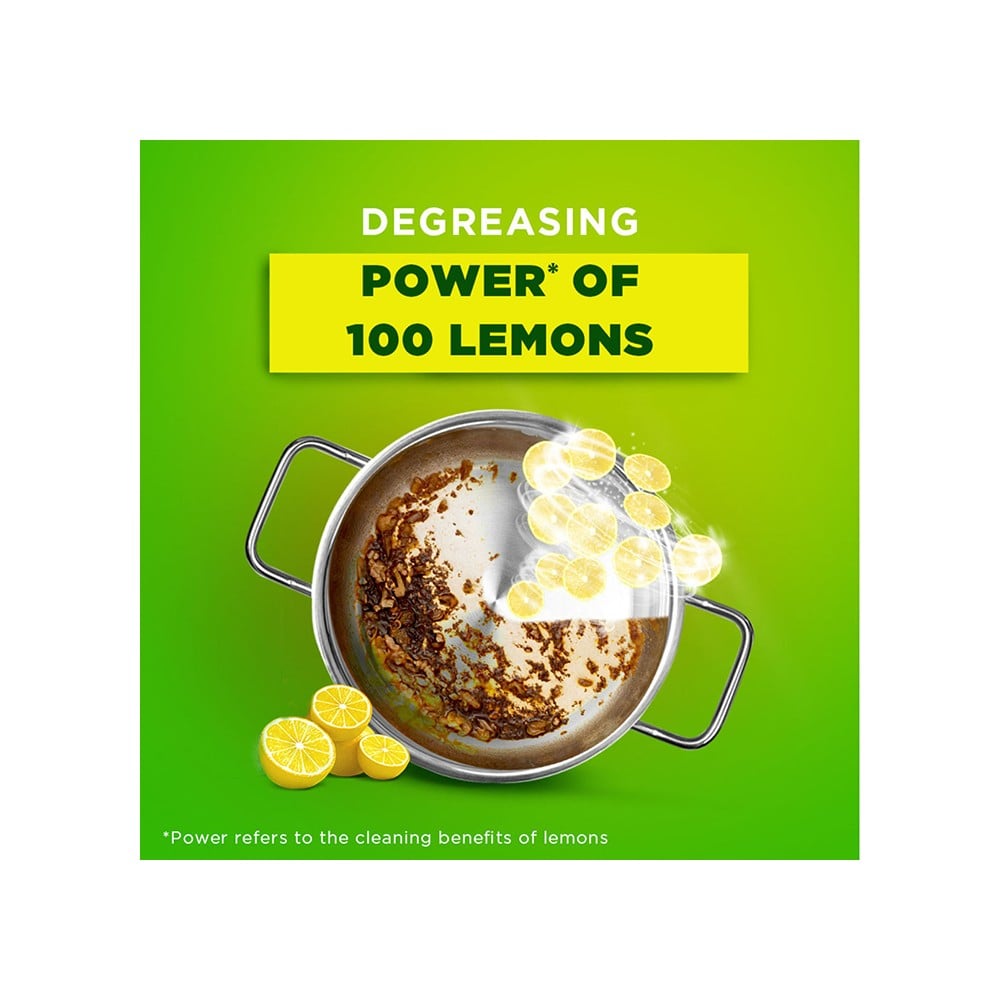 DEGREASING
POWER* OF
100 LEMONS
*Power refers to the cleaning benefits of lemons